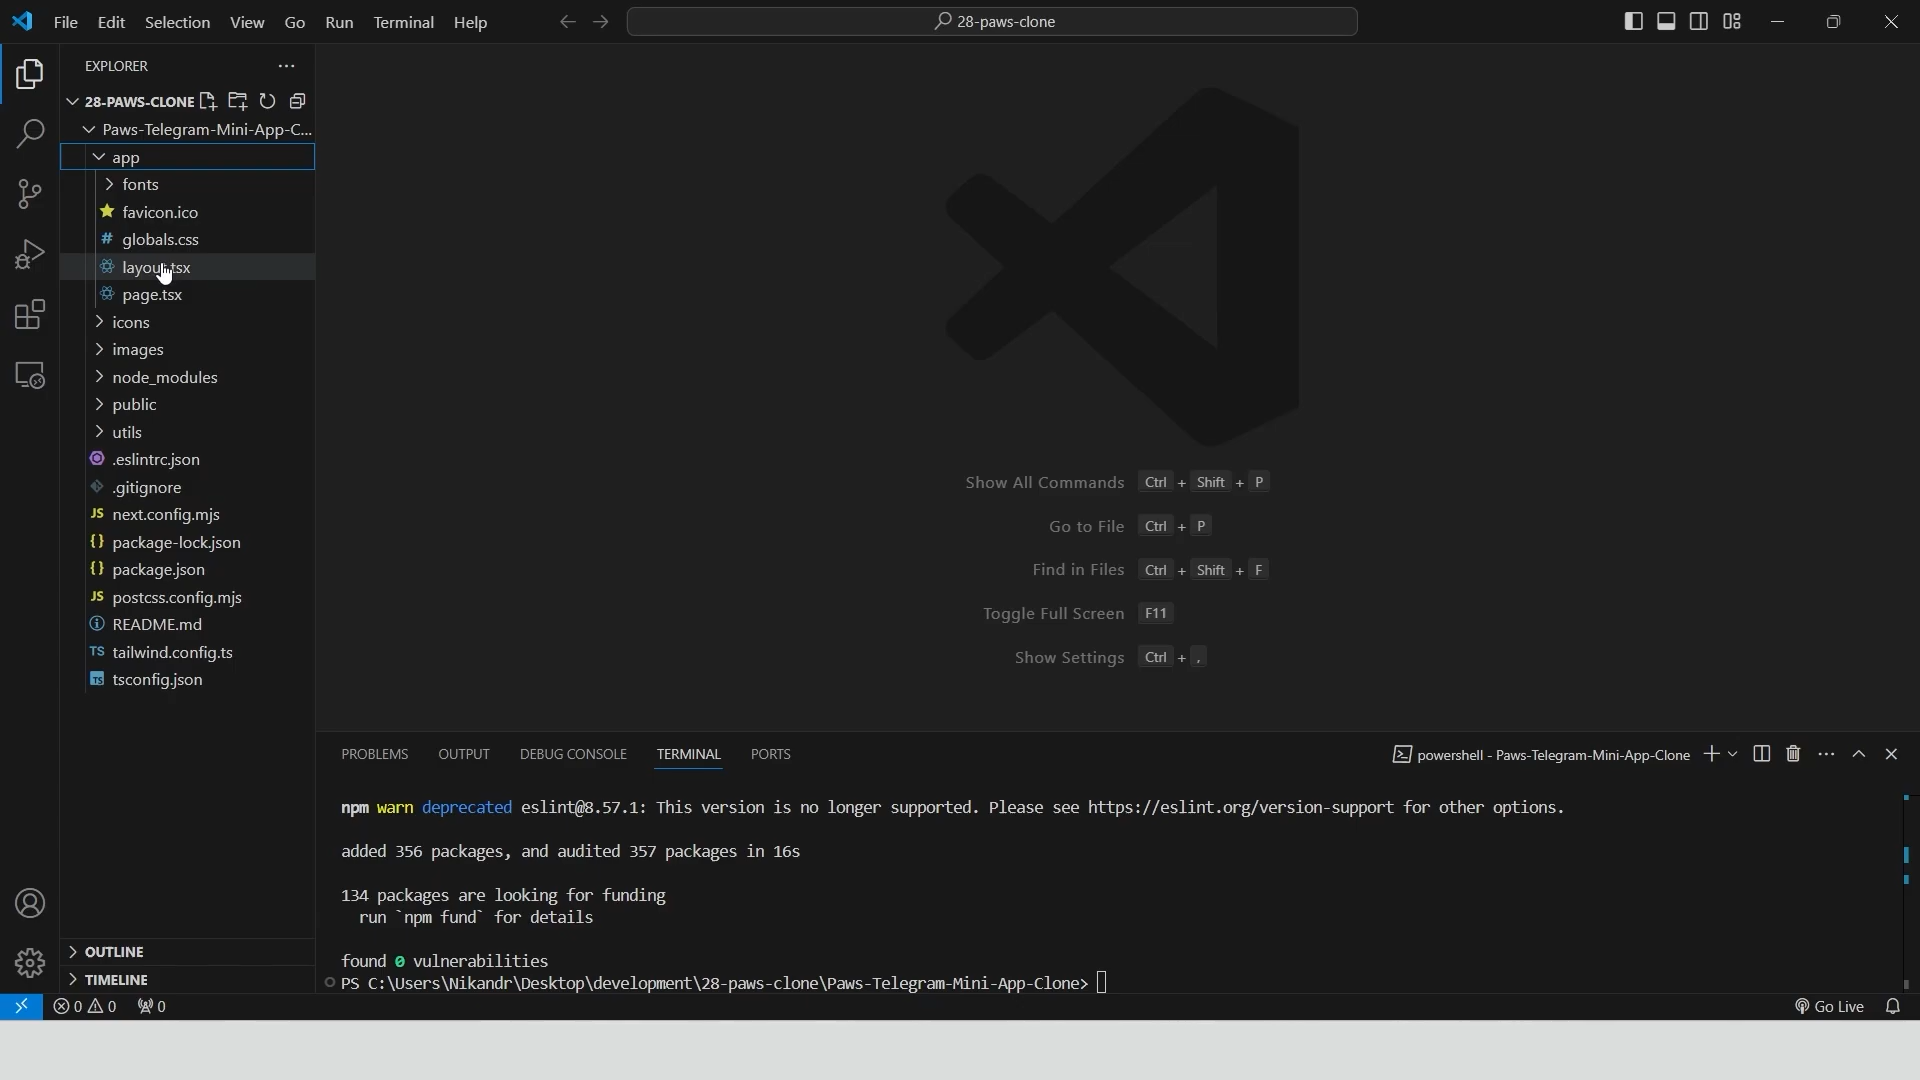 File Edit Selection View Go Run Terminal Help
28-paws-clone
EXPLORER
28-PAWS-CLONE
Paws-Telegram-Mini-App-C...
app
fonts
favicon.ico
# globals.css
layout.tsx
page.tsx
icons
images
node_modules
public
utils
.eslintrc.json
.gitignore
JS next.config.mjs
{} package-lock.json
{} package.json
JS postcss.config.mjs
README.md
TS tailwind.config.ts
TS tsconfig.json
OUTLINE
TIMELINE
Show All Commands Ctrl + Shift + P
Go to File Ctrl + P
Find in Files Ctrl + Shift + F
Toggle Full Screen F11
Show Settings Ctrl + ,
PROBLEMS OUTPUT DEBUG CONSOLE TERMINAL PORTS
powershell - Paws-Telegram-Mini-App-Clone
npm warn deprecated eslint@8.57.1: This version is no longer supported. Please see https://eslint.org/version-support for other options.
added 356 packages, and audited 357 packages in 16s
134 packages are looking for funding
run `npm fund` for details
found 0 vulnerabilities
PS C:\Users\Nikandr\Desktop\development\28-paws-clone\Paws-Telegram-Mini-App-Clone>
0 0 0
Go Live